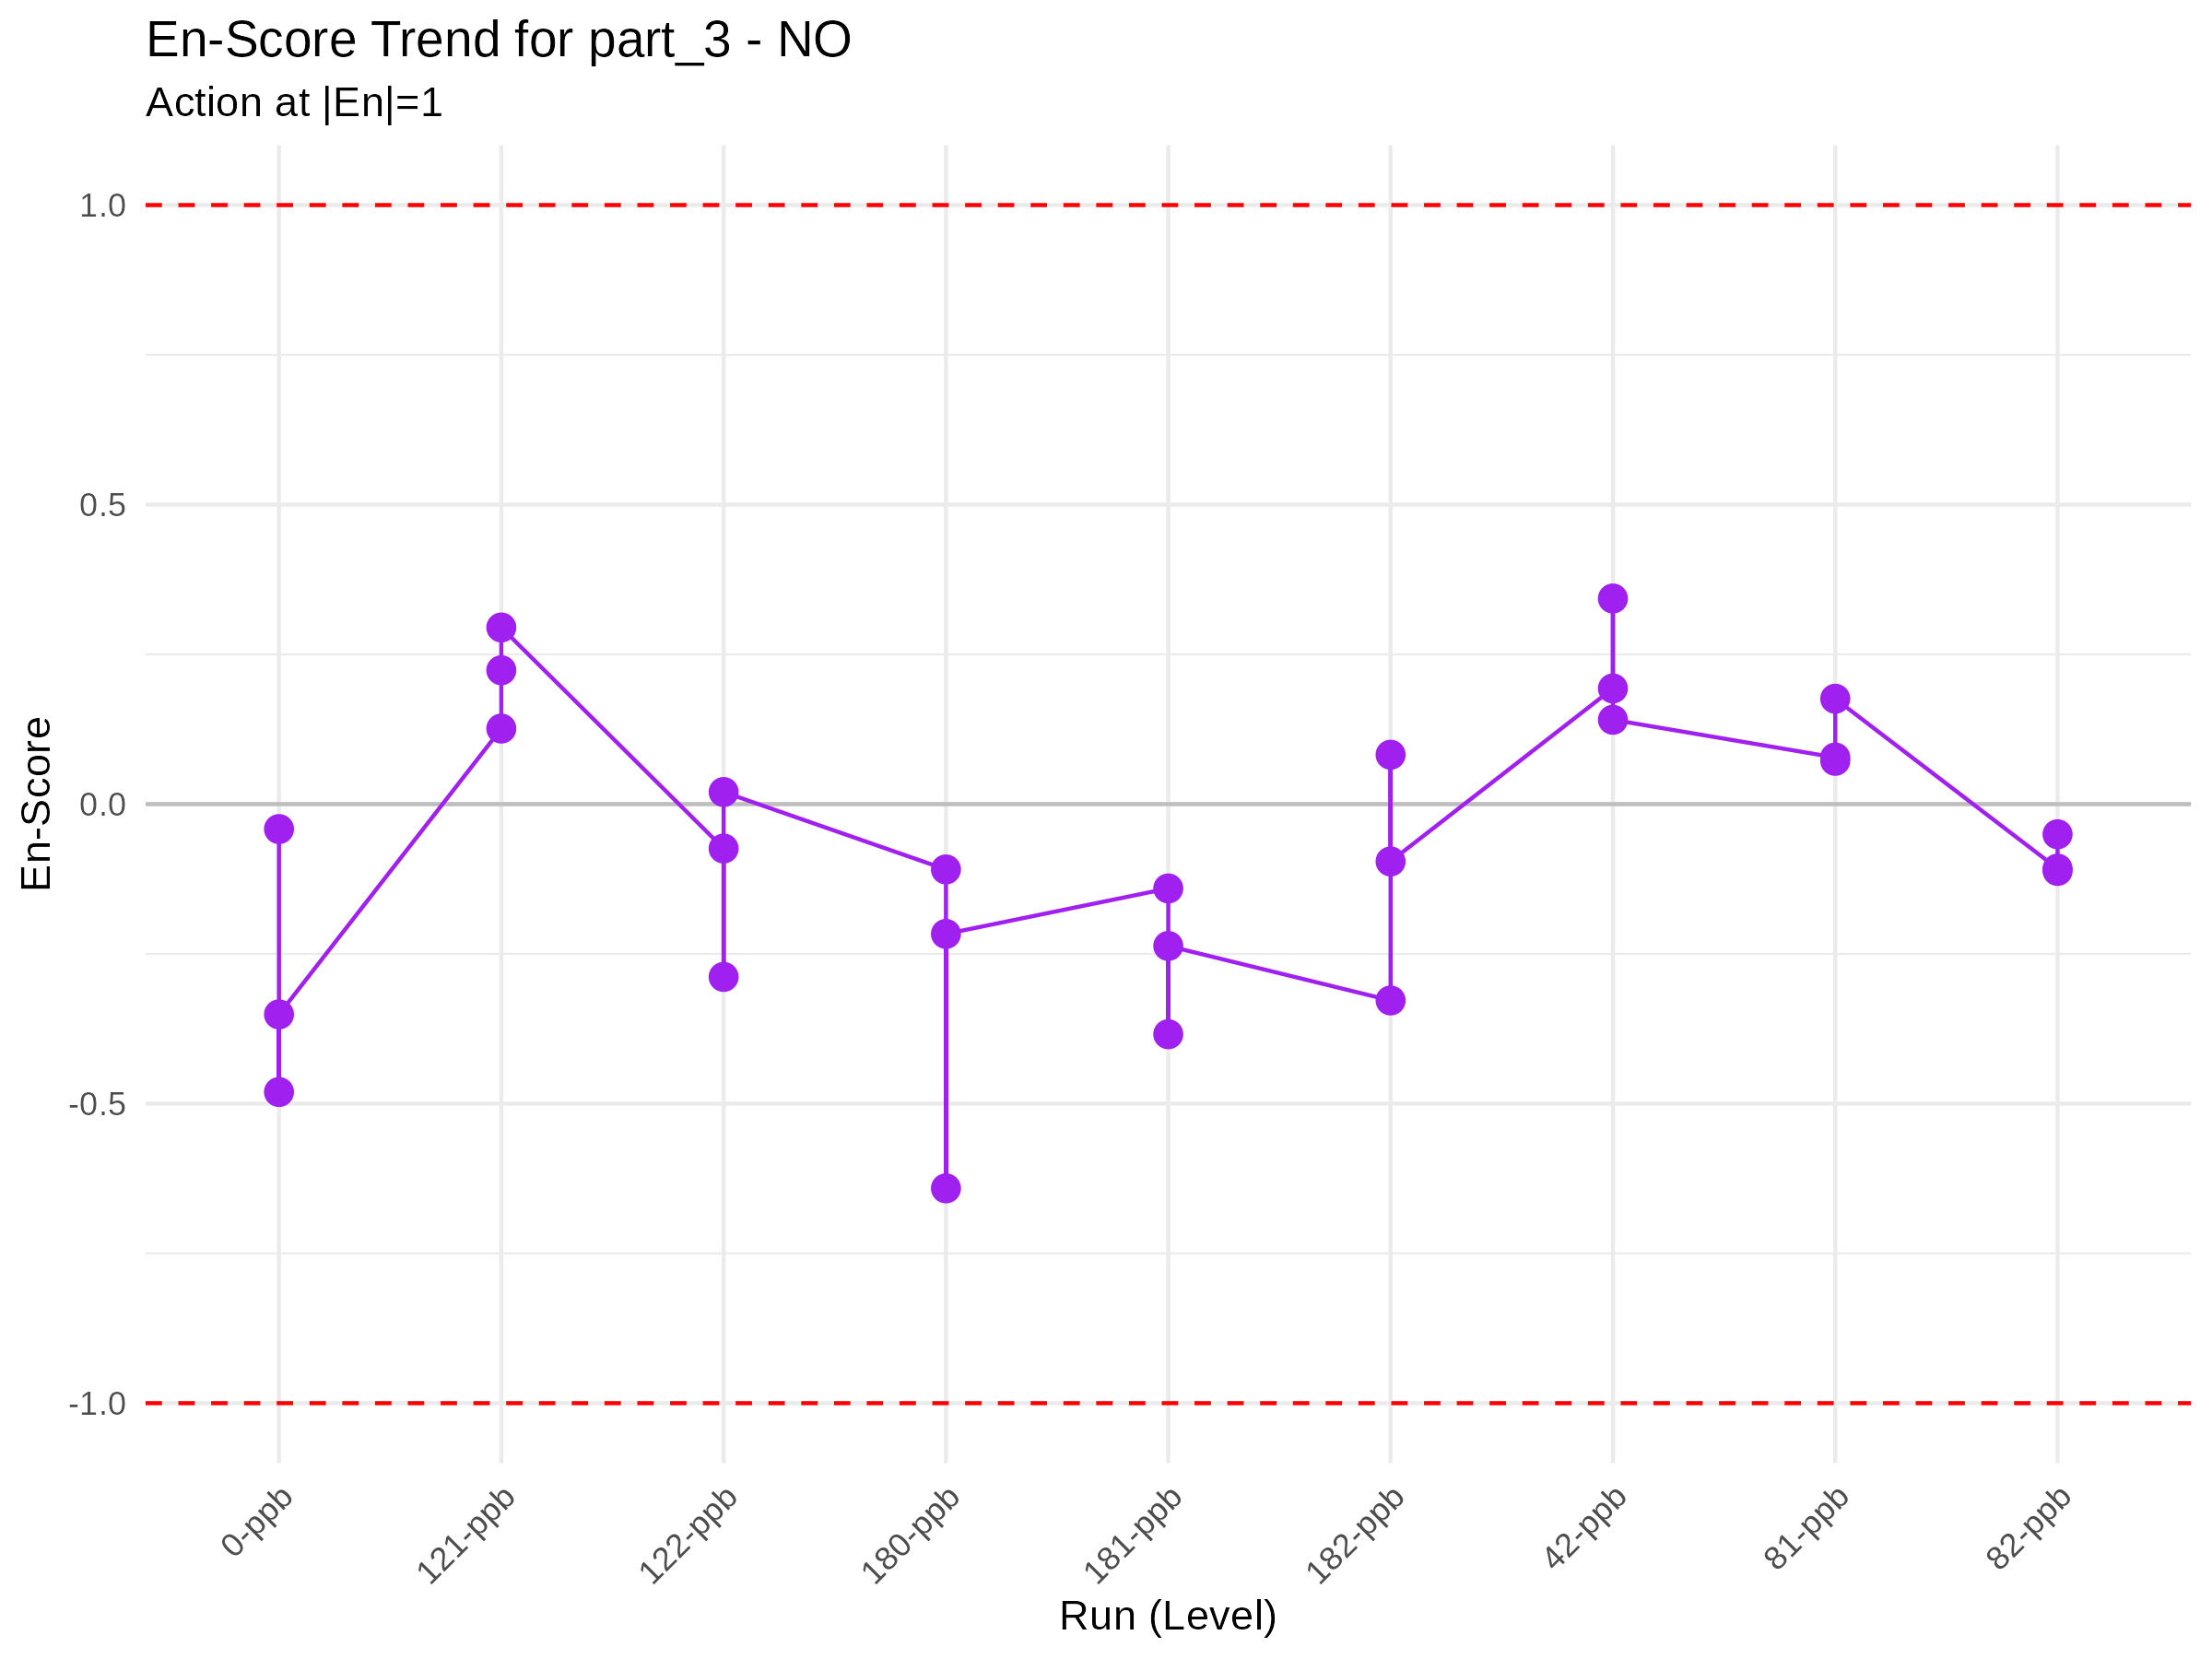 En-Score Trend for part_3 - NO
Action at |En|=1
1.0
0.5
0.0
-0.5
-1.0
En-Score
0-ppb
121-ppb
122-ppb
180-ppb
181-ppb
182-ppb
42-ppb
81-ppb
82-ppb
Run (Level)